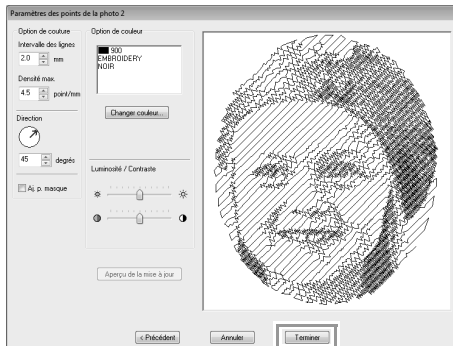 Paramètres des points de la photo 2
Option de couture
Intervalle des lignes
2.0 mm
Densité max.
4.5 point/mm
Direction
45 degrés
Aj. p. masque
Option de couleur
900
EMBROIDERY
NOIR
Changer couleur...
Luminosité / Contraste
Aperçu de la mise à jour
< Précédent
Annuler
Terminer